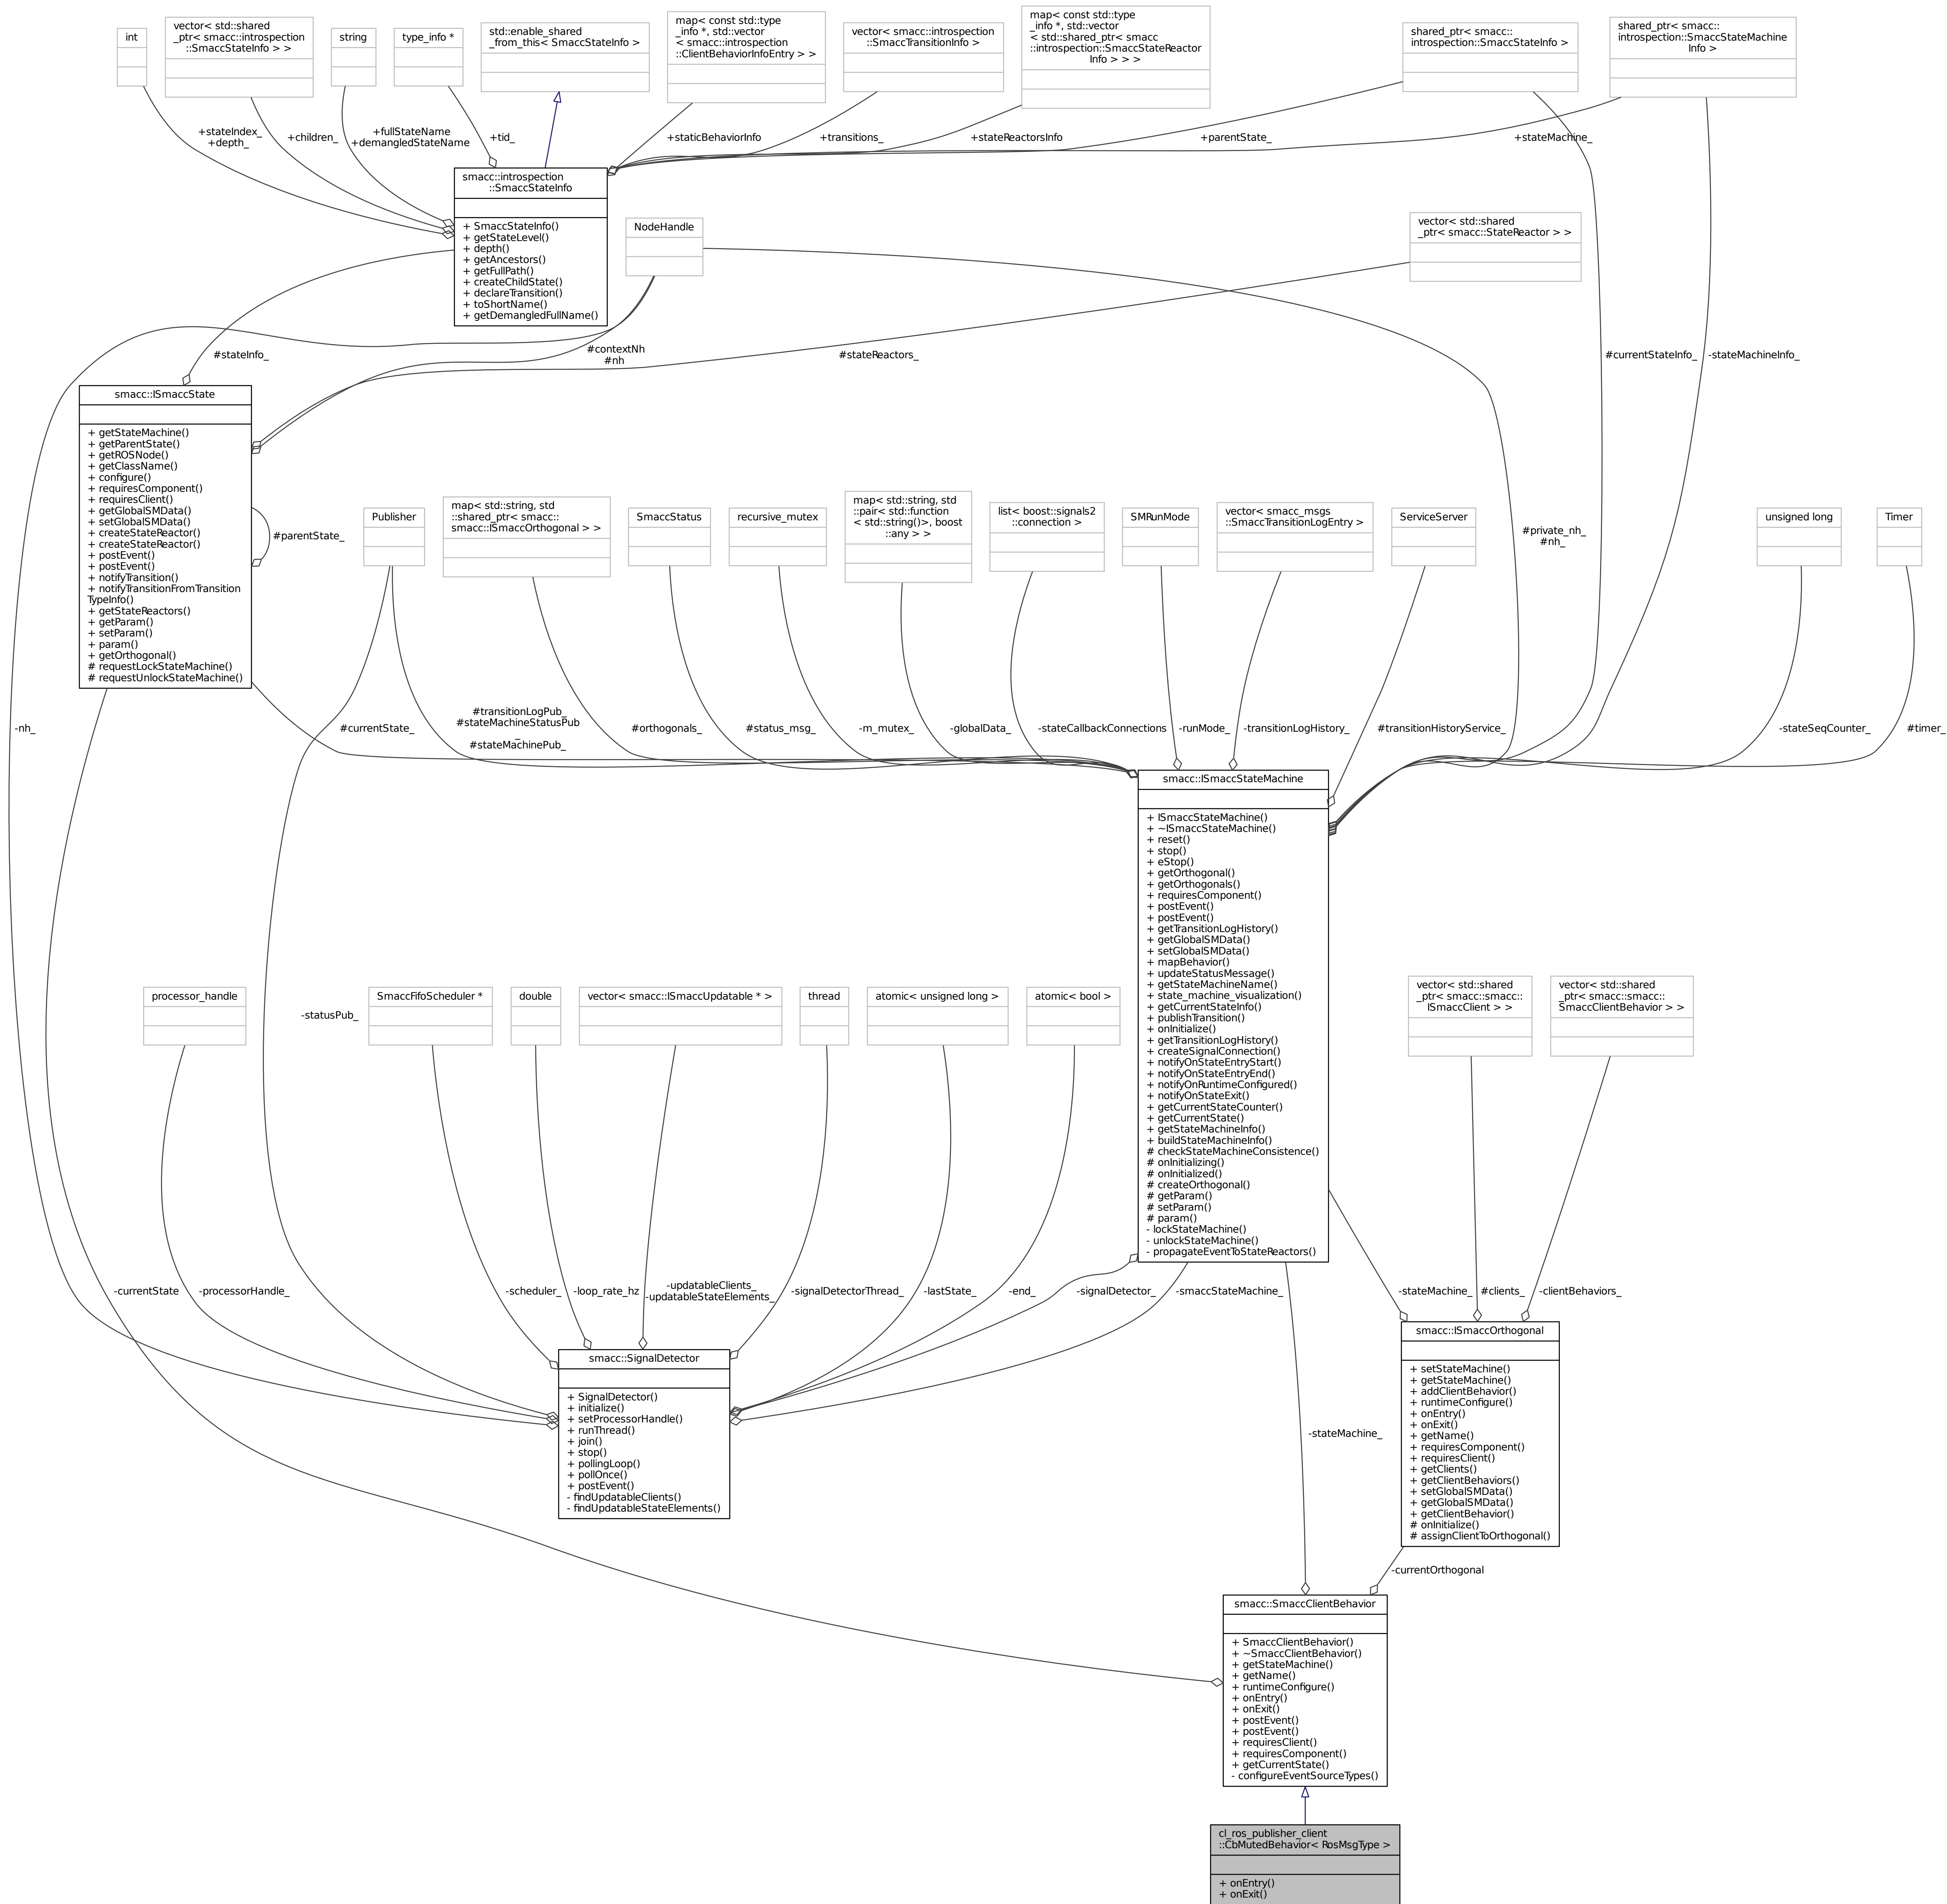 int
vector< std::shared
_ptr< smacc::introspection
::SmaccStateInfo > >
string
type_info *
std::enable_shared
_from_this< SmaccStateInfo >
map< const std::type
_info *, std::vector
< smacc::introspection
::ClientBehaviorInfoEntry > >
vector< smacc::introspection
::SmaccTransitionInfo >
map< const std::type
_info *, std::vector
< std::shared_ptr< smacc
::introspection::SmaccStateReactor
Info > > >
shared_ptr< smacc::
introspection::SmaccStateInfo >
shared_ptr< smacc::
introspection::SmaccStateMachine
Info >
+stateIndex_
+depth_
+children_
+fullStateName
+demangledStateName
+tid_
+staticBehaviorInfo
+transitions_
+stateReactorsInfo
+parentState_
+stateMachine_
smacc::introspection
::SmaccStateInfo
+ SmaccStateInfo()
+ getStateLevel()
+ depth()
+ getAncestors()
+ getFullPath()
+ createChildState()
+ declareTransition()
+ toShortName()
+ getDemangledFullName()
NodeHandle
vector< std::shared
_ptr< smacc::StateReactor > >
#stateInfo_
#contextNh
#nh
#stateReactors_
#currentStateInfo_
-stateMachineInfo_
smacc::ISmaccState
+ getStateMachine()
+ getParentState()
+ getROSNode()
+ getClassName()
+ configure()
+ requiresComponent()
+ requiresClient()
+ getGlobalSMData()
+ setGlobalSMData()
+ createStateReactor()
+ createStateReactor()
+ postEvent()
+ postEvent()
+ notifyTransition()
+ notifyTransitionFromTransition
TypeInfo()
+ getStateReactors()
+ getParam()
+ setParam()
+ param()
+ getOrthogonal()
# requestLockStateMachine()
# requestUnlockStateMachine()
#parentState_
Publisher
map< std::string, std
::shared_ptr< smacc::
smacc::ISmaccOrthogonal > >
SmaccStatus
recursive_mutex
map< std::string, std
::pair< std::function
< std::string()>, boost
::any > >
list< boost::signals2
::connection >
SMRunMode
vector< smacc_msgs
::SmaccTransitionLogEntry >
ServiceServer
#private_nh_
#nh_
unsigned long
Timer
-nh_
#currentState_
#transitionLogPub_
#stateMachineStatusPub
_
#stateMachinePub_
#orthogonals_
#status_msg_
-m_mutex_
-globalData_
-stateCallbackConnections
-runMode_
-transitionLogHistory_
#transitionHistoryService_
-stateSeqCounter_
#timer_
smacc::ISmaccStateMachine
+ ISmaccStateMachine()
+ ~ISmaccStateMachine()
+ reset()
+ stop()
+ eStop()
+ getOrthogonal()
+ getOrthogonals()
+ requiresComponent()
+ postEvent()
+ postEvent()
+ getTransitionLogHistory()
+ getGlobalSMData()
+ setGlobalSMData()
+ mapBehavior()
+ updateStatusMessage()
+ getStateMachineName()
+ state_machine_visualization()
+ getCurrentStateInfo()
+ publishTransition()
+ onInitialize()
+ getTransitionLogHistory()
+ createSignalConnection()
+ notifyOnStateEntryStart()
+ notifyOnStateEntryEnd()
+ notifyOnRuntimeConfigured()
+ notifyOnStateExit()
+ getCurrentStateCounter()
+ getCurrentState()
+ getStateMachineInfo()
+ buildStateMachineInfo()
# checkStateMachineConsistence()
# onInitializing()
# onInitialized()
# createOrthogonal()
# getParam()
# setParam()
# param()
- lockStateMachine()
- unlockStateMachine()
- propagateEventToStateReactors()
processor_handle
-statusPub_
SmaccFifoScheduler *
double
vector< smacc::ISmaccUpdatable * >
thread
atomic< unsigned long >
atomic< bool >
vector< std::shared
_ptr< smacc::smacc::
ISmaccClient > >
vector< std::shared
_ptr< smacc::smacc::
SmaccClientBehavior > >
-currentState
-processorHandle_
-scheduler_
-loop_rate_hz
-updatableClients_
-updatableStateElements_
-signalDetectorThread_
-lastState_
-end_
-signalDetector_
-smaccStateMachine_
-stateMachine_
#clients_
-clientBehaviors_
smacc::SignalDetector
+ SignalDetector()
+ initialize()
+ setProcessorHandle()
+ runThread()
+ join()
+ stop()
+ pollingLoop()
+ pollOnce()
+ postEvent()
- findUpdatableClients()
- findUpdatableStateElements()
smacc::ISmaccOrthogonal
+ setStateMachine()
+ getStateMachine()
+ addClientBehavior()
+ runtimeConfigure()
+ onEntry()
+ onExit()
+ getName()
+ requiresComponent()
+ requiresClient()
+ getClients()
+ getClientBehaviors()
+ setGlobalSMData()
+ getGlobalSMData()
+ getClientBehavior()
# onInitialize()
# assignClientToOrthogonal()
-stateMachine_
-currentOrthogonal
smacc::SmaccClientBehavior
+ SmaccClientBehavior()
+ ~SmaccClientBehavior()
+ getStateMachine()
+ getName()
+ runtimeConfigure()
+ onEntry()
+ onExit()
+ postEvent()
+ postEvent()
+ requiresClient()
+ requiresComponent()
+ getCurrentState()
- configureEventSourceTypes()
cl_ros_publisher_client
::CbMutedBehavior< RosMsgType >
+ onEntry()
+ onExit()